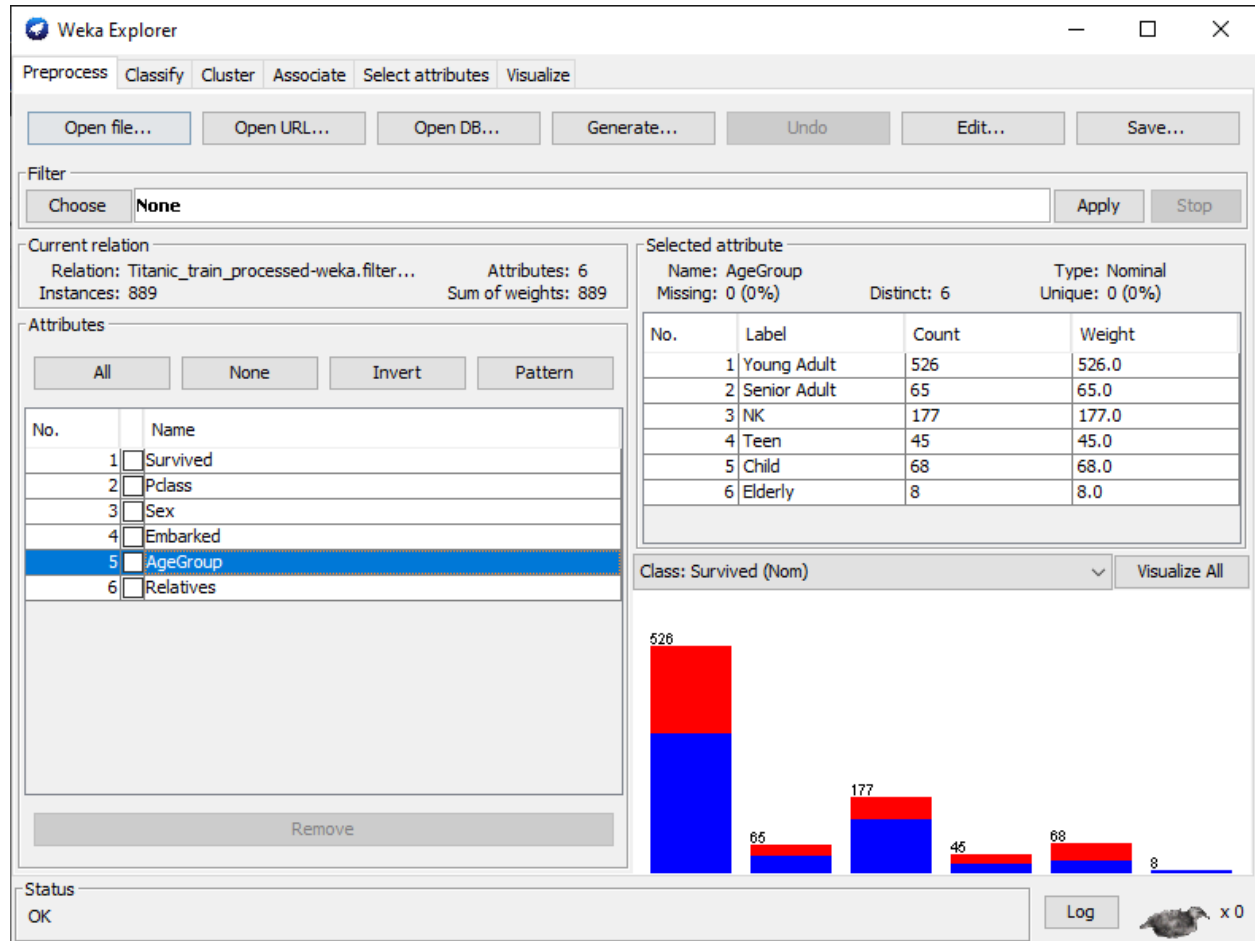 Weka Explorer
Preprocess Classify Cluster Associate Select attributes Visualize
Open file... Open URL... Open DB... Generate... Undo Edit... Save...
Filter
Choose None Apply Stop
Current relation
Relation: Titanic_train_processed-weka.filter... Attributes: 6
Instances: 889 Sum of weights: 889
Attributes
All None Invert Pattern
No. Name
1 Survived
2 Pclass
3 Sex
4 Embarked
5 AgeGroup
6 Relatives
Remove
Selected attribute
Name: AgeGroup Type: Nominal
Missing: 0 (0%) Distinct: 6 Unique: 0 (0%)
No. Label Count Weight
1 Young Adult 526 526.0
2 Senior Adult 65 65.0
3 NK 177 177.0
4 Teen 45 45.0
5 Child 68 68.0
6 Elderly 8 8.0
Class: Survived (Nom) Visualize All
526
65
177
45
68
8
Status
OK
Log x 0